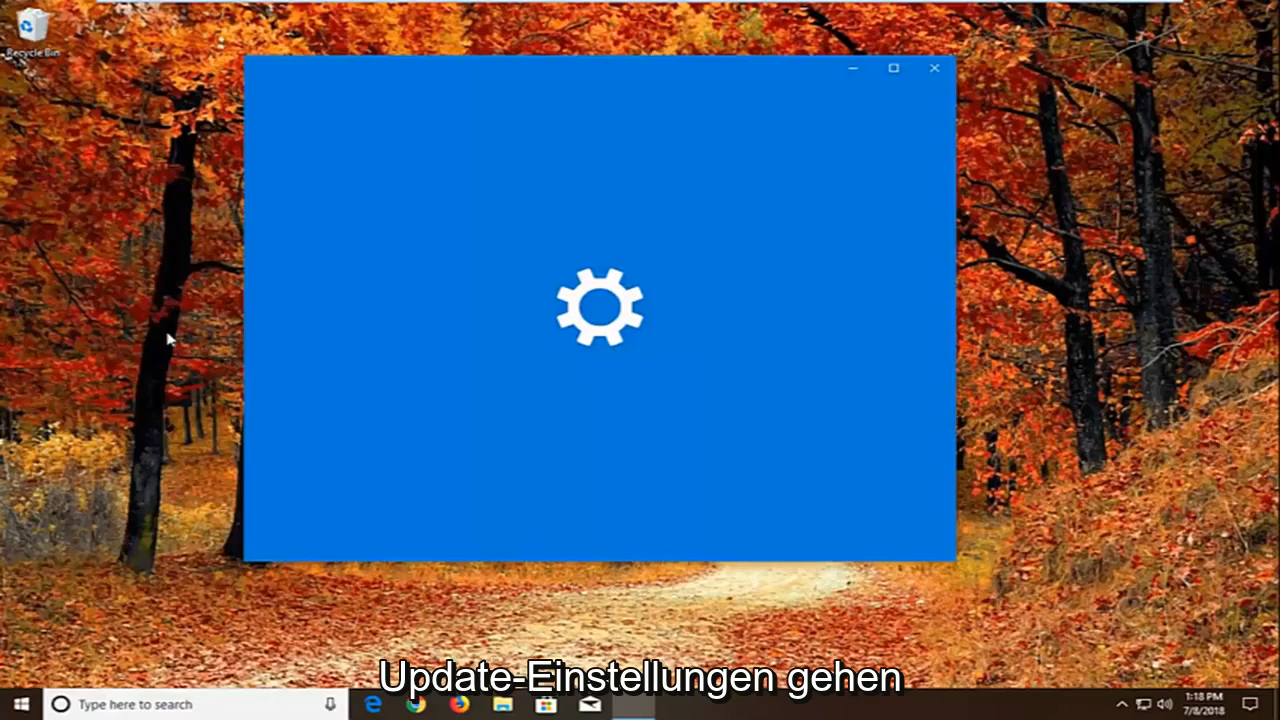 Recycle Bin
Update-Einstellungen gehen
Type here to search
1:18 PM
7/8/2018